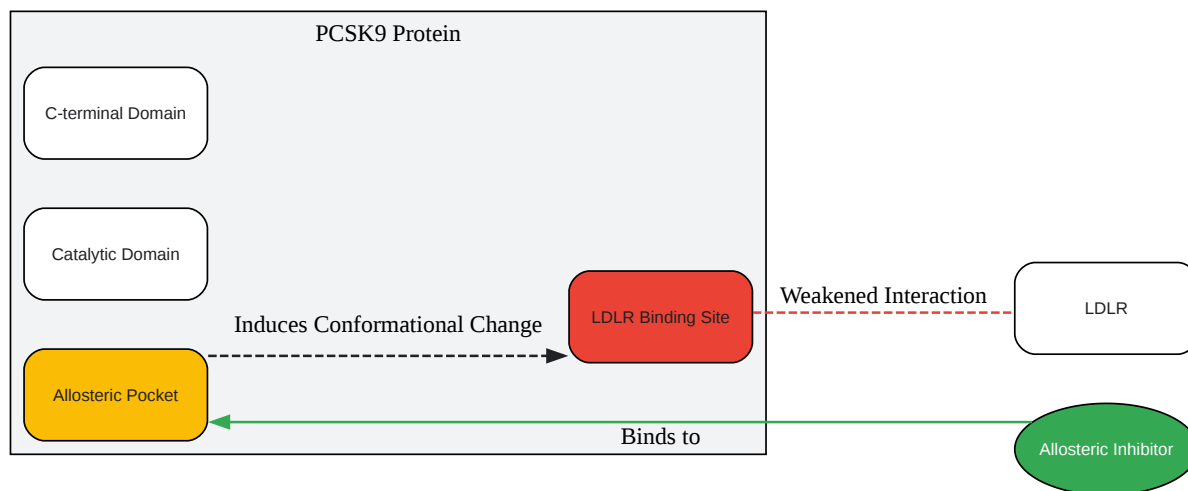 PCSK9 Protein
C-terminal Domain
Catalytic Domain
LDLR Binding Site
Weakened Interaction
LDLR
Induces Conformational Change
Allosteric Pocket
Binds to
Allosteric Inhibitor